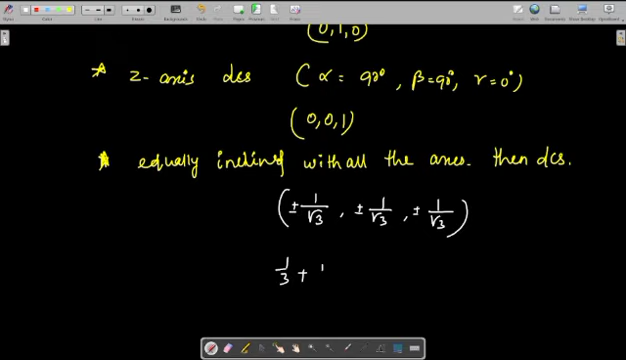 (0,1,0)
* z-axis dcs (α = 90°, β=90°, r=0°)
(0,0,1)
* equally inclined with all the axes. then dcs.
(± 1/√3, ± 1/√3, ± 1/√3)
1/3 +